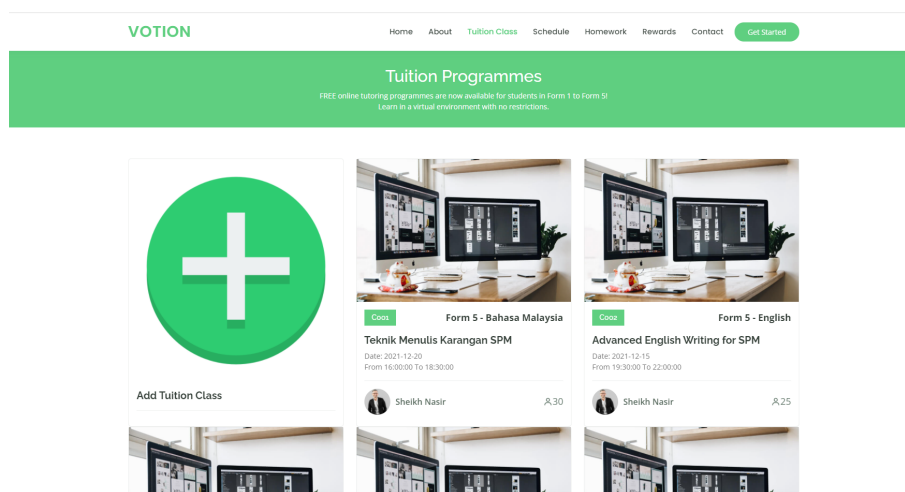 VOTION
Home About Tuition Class Schedule Homework Rewards Contact Get Started
Tuition Programmes
FREE online tutoring programmes are now available for students in Form 1 to Form 5!
Learn in a virtual environment with no restrictions.
Add Tuition Class
C001 Form 5 - Bahasa Malaysia
Teknik Menulis Karangan SPM
Date: 2021-12-20
From 16:00:00 To 18:30:00
Sheikh Nasir 30
C002 Form 5 - English
Advanced English Writing for SPM
Date: 2021-12-15
From 19:30:00 To 22:00:00
Sheikh Nasir 25